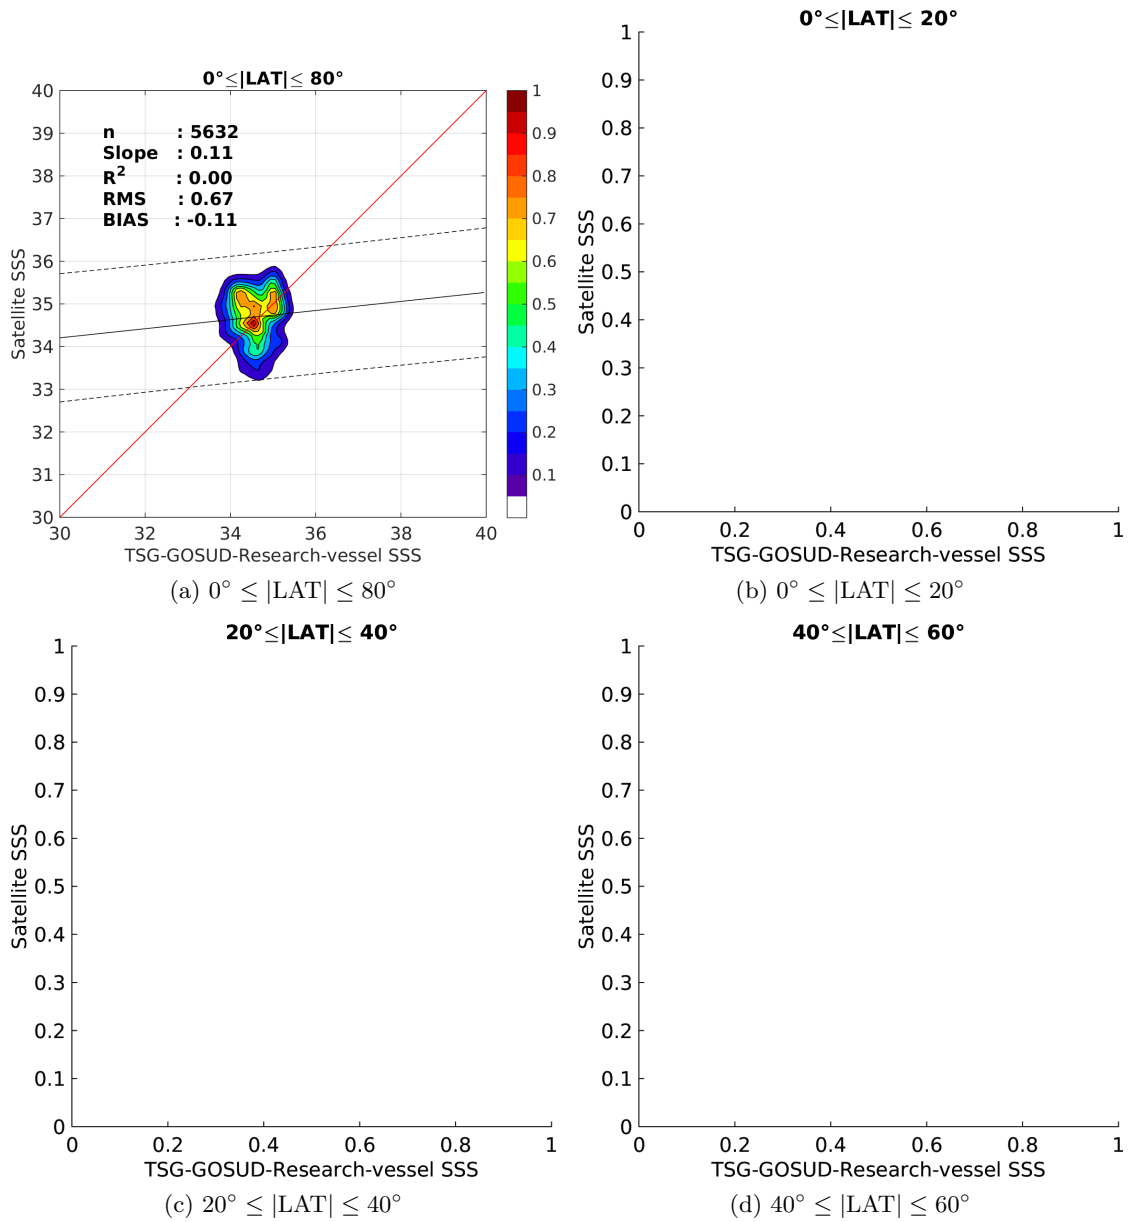 0°≤|LAT|≤ 80°
40
39
38
37
36
35
34
33
32
31
30
Satellite SSS
n : 5632
Slope : 0.11
R² : 0.00
RMS : 0.67
BIAS : -0.11
30 32 34 36 38 40
TSG-GOSUD-Research-vessel SSS
1
0.9
0.8
0.7
0.6
0.5
0.4
0.3
0.2
0.1
(a) 0° ≤ |LAT| ≤ 80°
0°≤|LAT|≤ 20°
1
0.9
0.8
0.7
0.6
0.5
0.4
0.3
0.2
0.1
0
Satellite SSS
0 0.2 0.4 0.6 0.8 1
TSG-GOSUD-Research-vessel SSS
(b) 0° ≤ |LAT| ≤ 20°
20°≤|LAT|≤ 40°
1
0.9
0.8
0.7
0.6
0.5
0.4
0.3
0.2
0.1
0
Satellite SSS
0 0.2 0.4 0.6 0.8 1
TSG-GOSUD-Research-vessel SSS
(c) 20° ≤ |LAT| ≤ 40°
40°≤|LAT|≤ 60°
1
0.9
0.8
0.7
0.6
0.5
0.4
0.3
0.2
0.1
0
Satellite SSS
0 0.2 0.4 0.6 0.8 1
TSG-GOSUD-Research-vessel SSS
(d) 40° ≤ |LAT| ≤ 60°